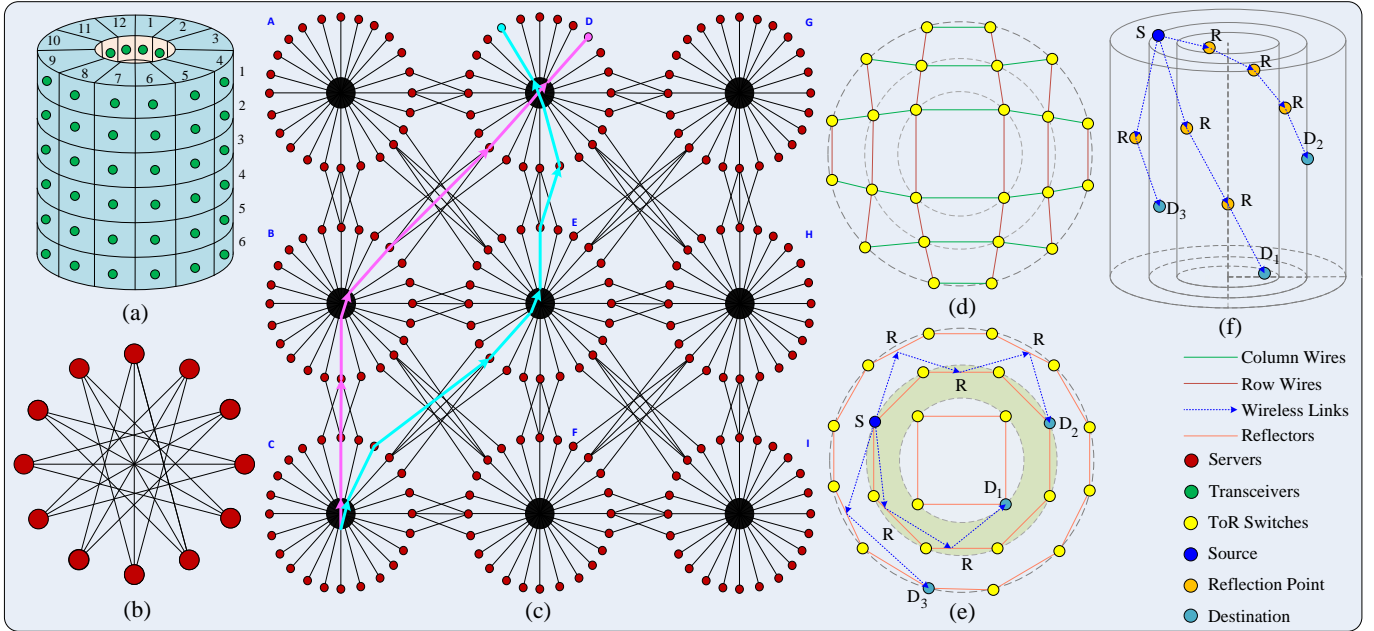 12 1
11 2
10 3
9 4
8 7 6 5
1
2
3
4
5
6
(a)
(b)
A D G
B E H
C F I
(c)
(d)
S R
R
R
R R
D2
D3 R
D1
(f)
R R
R
S D2
D1
R
R
D3
(e)
Column Wires
Row Wires
Wireless Links
Reflectors
Servers
Transceivers
ToR Switches
Source
Reflection Point
Destination